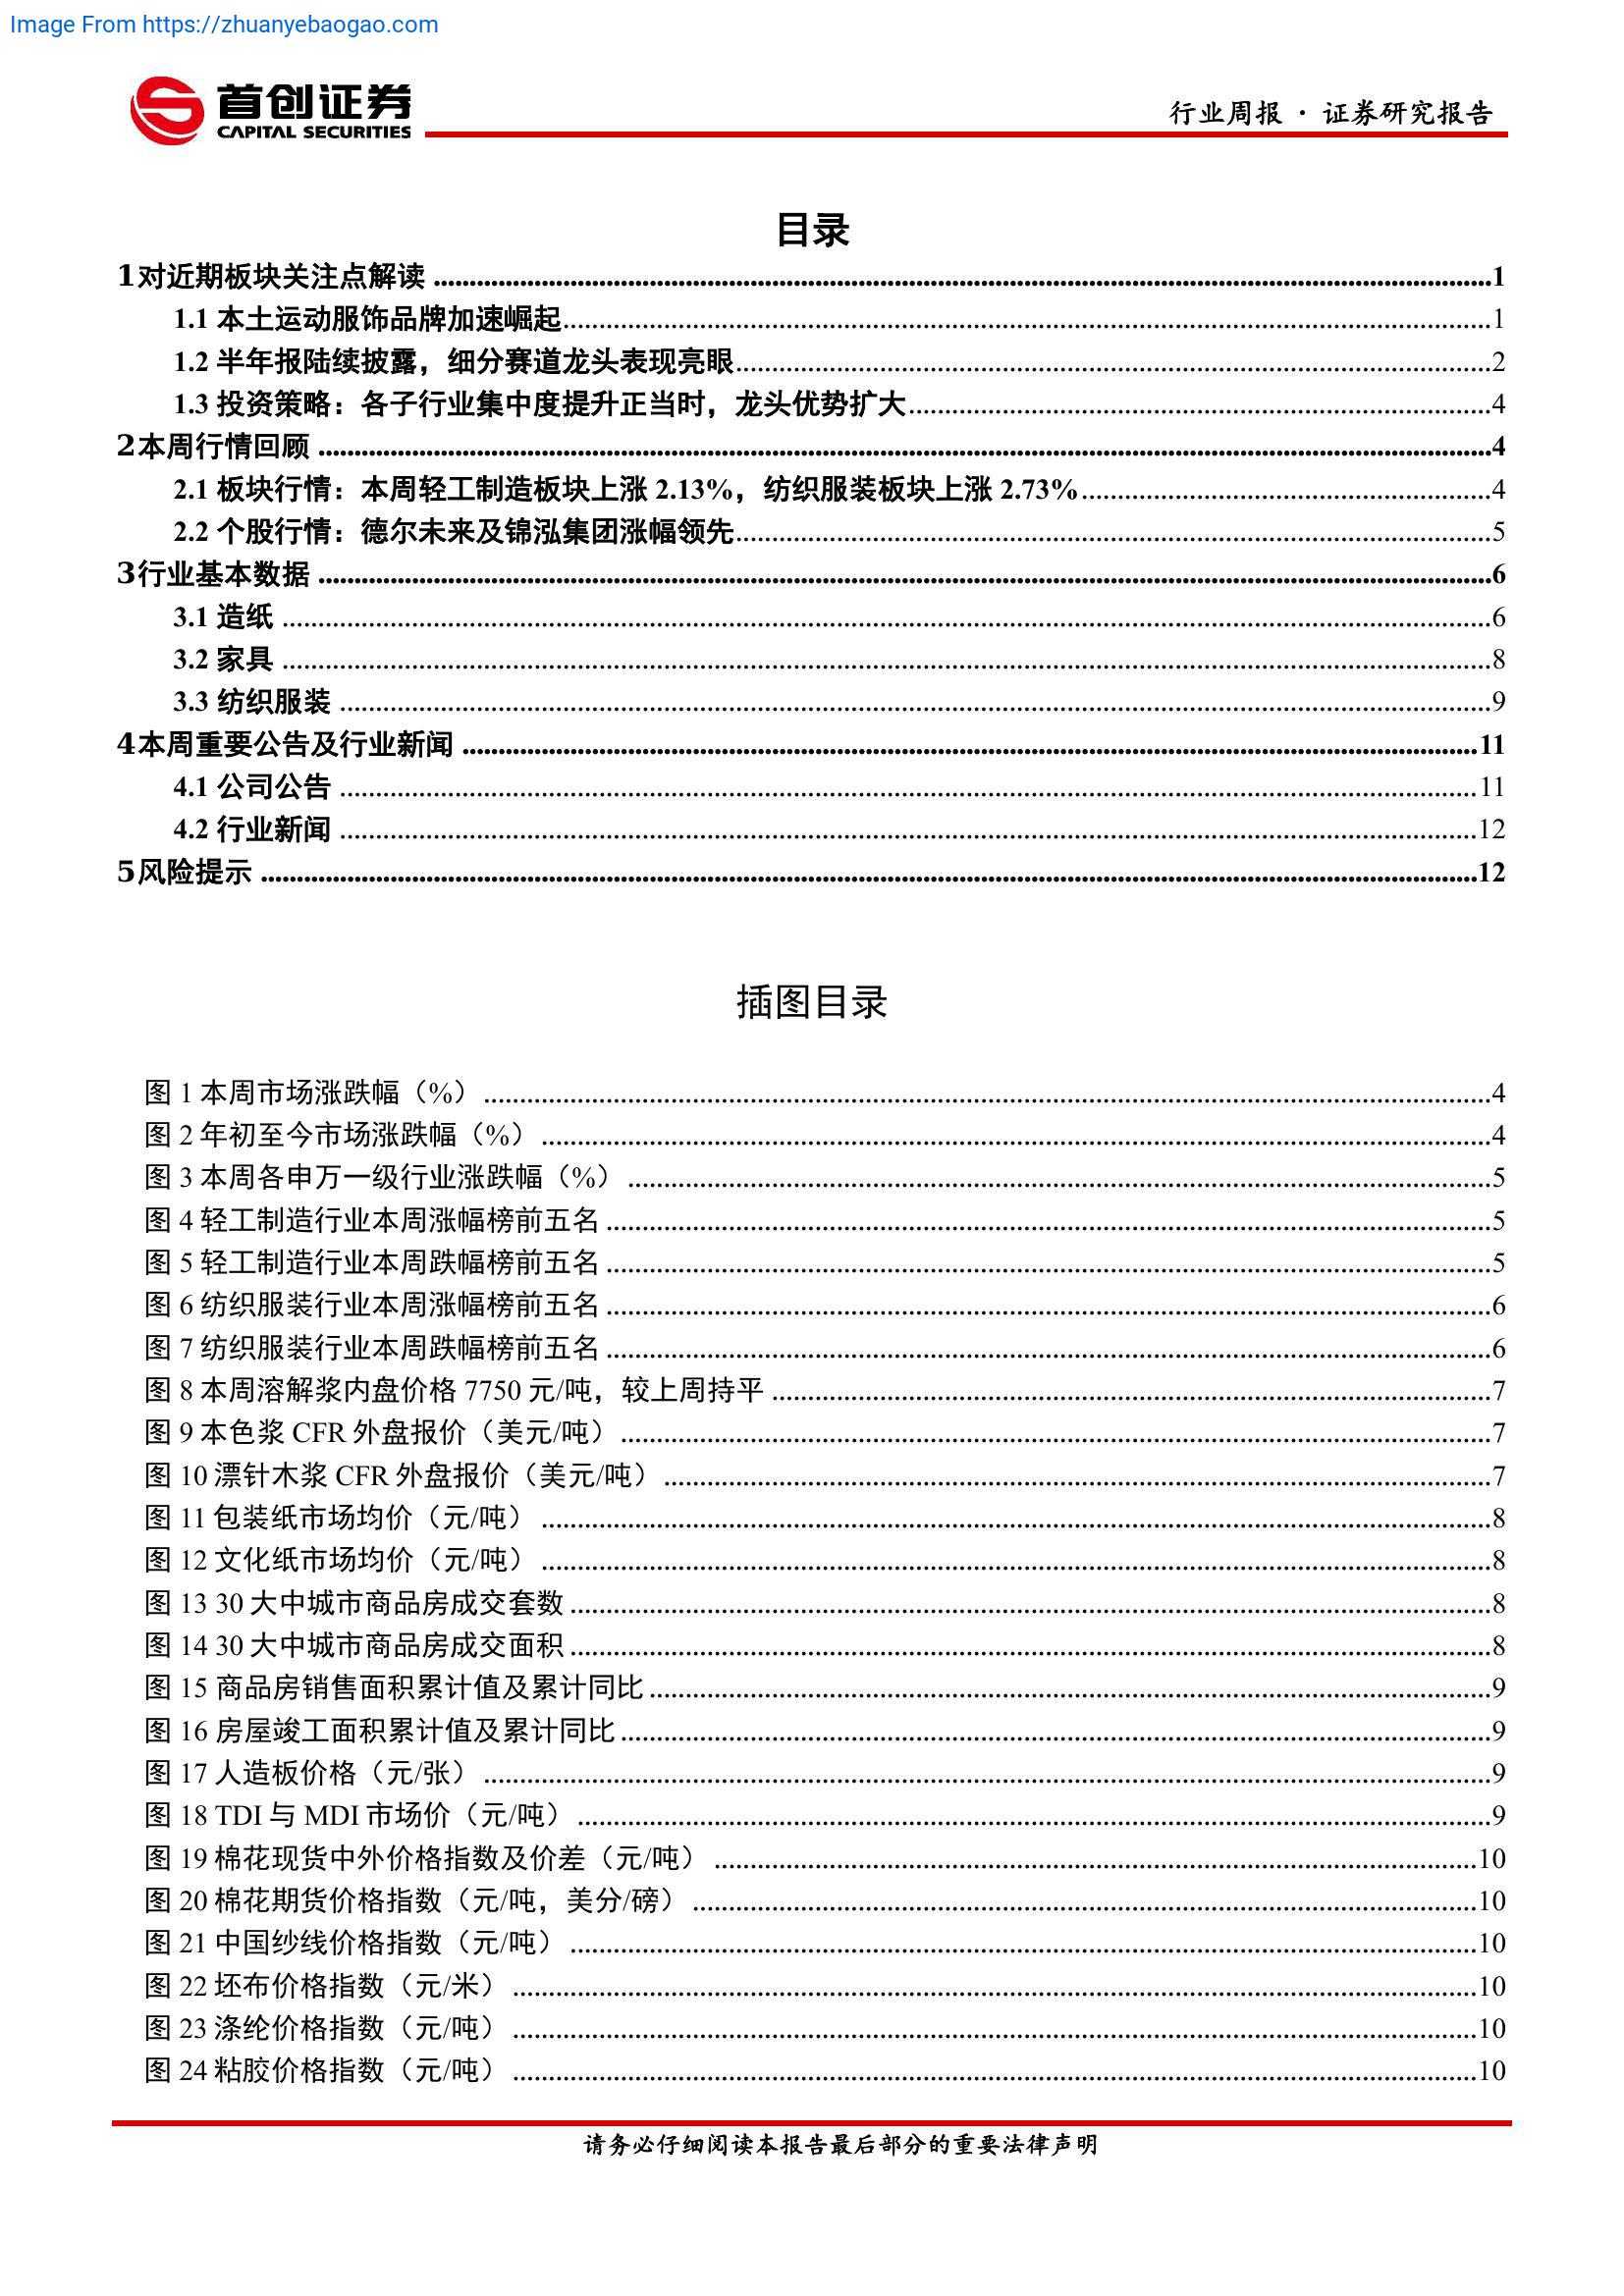 Image From https://zhuanyebaogao.com
首创证券
CAPITAL SECURITIES
行业周报 · 证券研究报告
目录
1对近期板块关注点解读 ..........1
1.1 本土运动服饰品牌加速崛起..........1
1.2 半年报陆续披露，细分赛道龙头表现亮眼..........2
1.3 投资策略：各子行业集中度提升正当时，龙头优势扩大..........4
2本周行情回顾 ..........4
2.1 板块行情：本周轻工制造板块上涨 2.13%，纺织服装板块上涨 2.73%..........4
2.2 个股行情：德尔未来及锦泓集团涨幅领先..........5
3行业基本数据 ..........6
3.1 造纸 ..........6
3.2 家具 ..........8
3.3 纺织服装 ..........9
4本周重要公告及行业新闻 ..........11
4.1 公司公告 ..........11
4.2 行业新闻 ..........12
5风险提示 ..........12
插图目录
图 1 本周市场涨跌幅（%） ..........4
图 2 年初至今市场涨跌幅（%） ..........4
图 3 本周各申万一级行业涨跌幅（%） ..........5
图 4 轻工制造行业本周涨幅榜前五名 ..........5
图 5 轻工制造行业本周跌幅榜前五名 ..........5
图 6 纺织服装行业本周涨幅榜前五名 ..........6
图 7 纺织服装行业本周跌幅榜前五名 ..........6
图 8 本周溶解浆内盘价格 7750 元/吨，较上周持平 ..........7
图 9 本色浆 CFR 外盘报价（美元/吨） ..........7
图 10 漂针木浆 CFR 外盘报价（美元/吨） ..........7
图 11 包装纸市场均价（元/吨） ..........8
图 12 文化纸市场均价（元/吨） ..........8
图 13 30 大中城市商品房成交套数 ..........8
图 14 30 大中城市商品房成交面积 ..........8
图 15 商品房销售面积累计值及累计同比 ..........9
图 16 房屋竣工面积累计值及累计同比 ..........9
图 17 人造板价格（元/张） ..........9
图 18 TDI 与 MDI 市场价（元/吨） ..........9
图 19 棉花现货中外价格指数及价差（元/吨） ..........10
图 20 棉花期货价格指数（元/吨，美分/磅） ..........10
图 21 中国纱线价格指数（元/吨） ..........10
图 22 坯布价格指数（元/米） ..........10
图 23 涤纶价格指数（元/吨） ..........10
图 24 粘胶价格指数（元/吨） ..........10
请务必仔细阅读本报告最后部分的重要法律声明